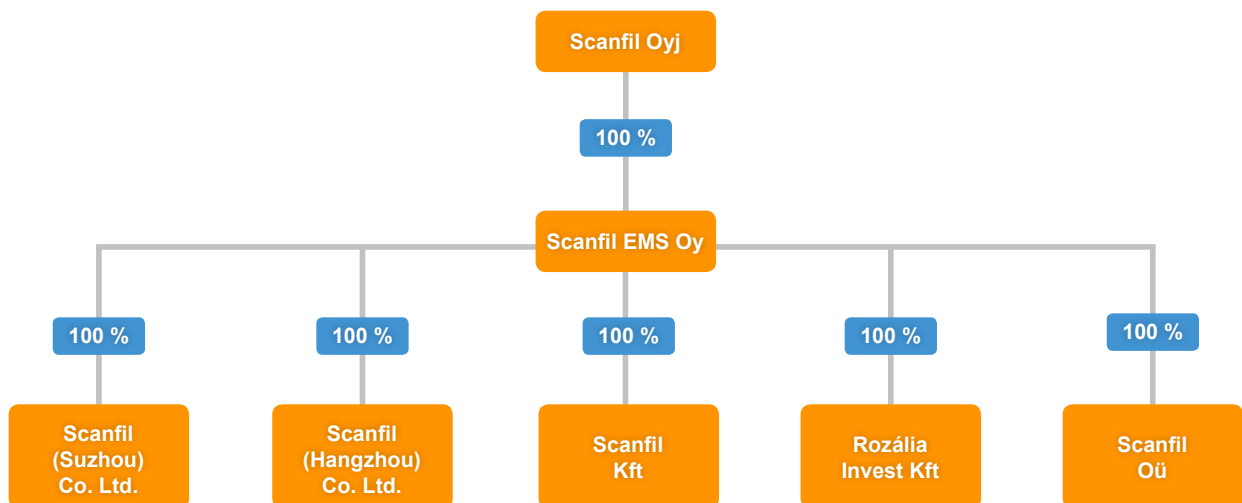 Scanfil Oyj
100 %
Scanfil EMS Oy
100 %
100 %
100 %
100 %
100 %
Scanfil
(Suzhou)
Co. Ltd.
Scanfil
(Hangzhou)
Co. Ltd.
Scanfil
Kft
Rozália
Invest Kft
Scanfil
Oü